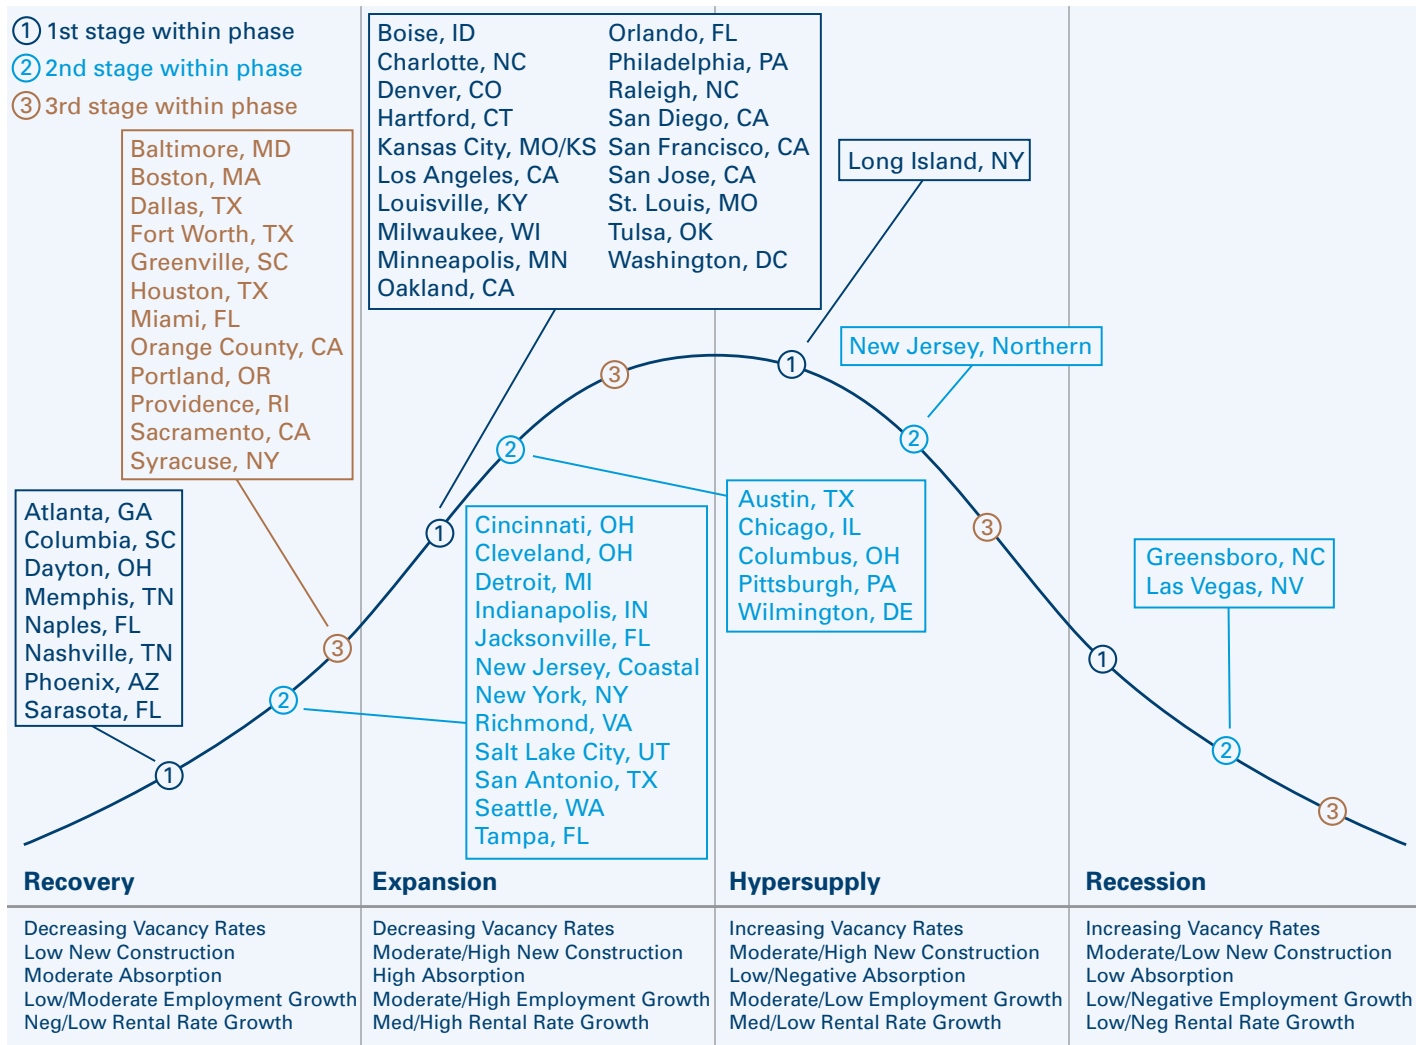 1 1st stage within phase
2 2nd stage within phase
3 3rd stage within phase
Baltimore, MD
Boston, MA
Dallas, TX
Fort Worth, TX
Greenville, SC
Houston, TX
Miami, FL
Orange County, CA
Portland, OR
Providence, RI
Sacramento, CA
Syracuse, NY
Atlanta, GA
Columbia, SC
Dayton, OH
Memphis, TN
Naples, FL
Nashville, TN
Phoenix, AZ
Sarasota, FL
1
2
3
Boise, ID
Charlotte, NC
Denver, CO
Hartford, CT
Kansas City, MO/KS
Los Angeles, CA
Louisville, KY
Milwaukee, WI
Minneapolis, MN
Oakland, CA
Orlando, FL
Philadelphia, PA
Raleigh, NC
San Diego, CA
San Francisco, CA
San Jose, CA
St. Louis, MO
Tulsa, OK
Washington, DC
1
2
3
Cincinnati, OH
Cleveland, OH
Detroit, MI
Indianapolis, IN
Jacksonville, FL
New Jersey, Coastal
New York, NY
Richmond, VA
Salt Lake City, UT
San Antonio, TX
Seattle, WA
Tampa, FL
Long Island, NY
New Jersey, Northern
1
2
3
Austin, TX
Chicago, IL
Columbus, OH
Pittsburgh, PA
Wilmington, DE
Greensboro, NC
Las Vegas, NV
1
2
3
Recovery
Decreasing Vacancy Rates
Low New Construction
Moderate Absorption
Low/Moderate Employment Growth
Neg/Low Rental Rate Growth
Expansion
Decreasing Vacancy Rates
Moderate/High New Construction
High Absorption
Moderate/High Employment Growth
Med/High Rental Rate Growth
Hypersupply
Increasing Vacancy Rates
Moderate/High New Construction
Low/Negative Absorption
Moderate/Low Employment Growth
Med/Low Rental Rate Growth
Recession
Increasing Vacancy Rates
Moderate/Low New Construction
Low Absorption
Low/Negative Employment Growth
Low/Neg Rental Rate Growth